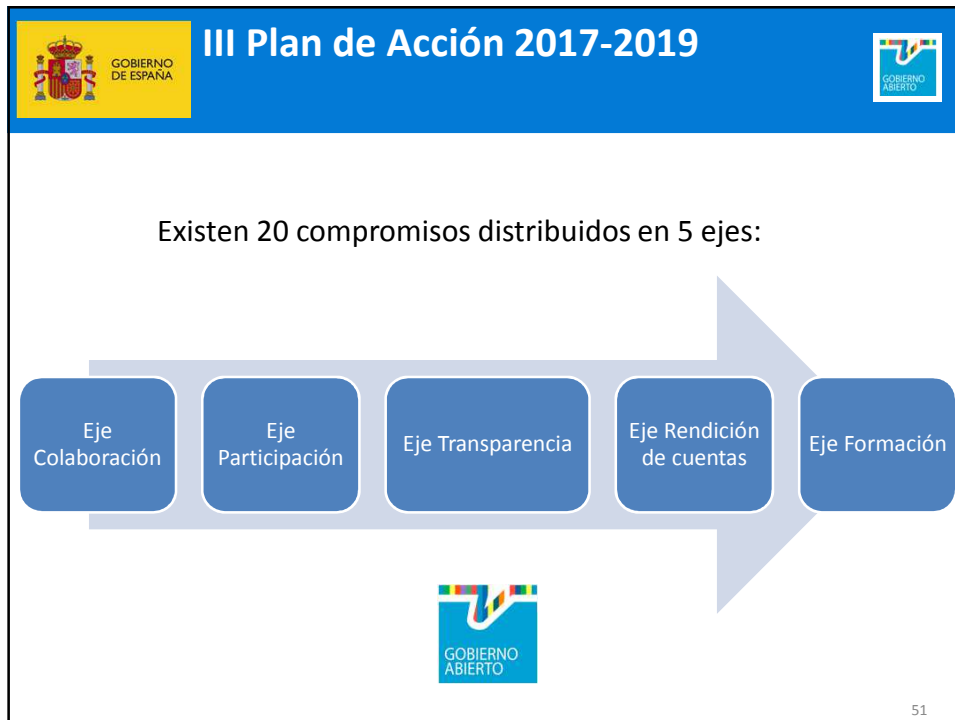 III Plan de Acción 2017-2019
GOBIERNO
DE ESPAÑA
GOBIERNO
ABIERTO
Existen 20 compromisos distribuidos en 5 ejes:
Eje
Colaboración
Eje
Participación
Eje Transparencia
Eje Rendición
de cuentas
Eje Formación
GOBIERNO
ABIERTO
51